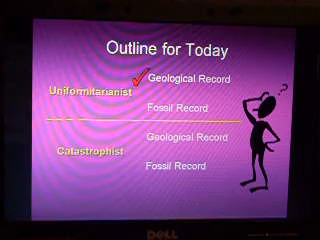 Outline for Today
Geological Record
Uniformitarianist
Fossil Record
Geological Record
Catastrophist
Fossil Record
?
DELL